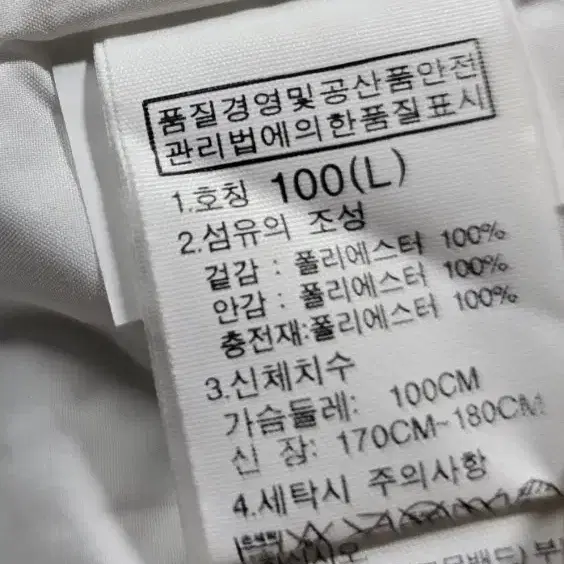 품질경영및공산품안전
관리법에의한품질표시
1.호칭 100(L)
2.섬유의 조성
겉감 : 폴리에스터 100%
안감 : 폴리에스터 100%
충전재:폴리에스터 100%
3.신체치수
가슴둘레: 100CM
신 장: 170CM~180CM
4.세탁시 주의사항